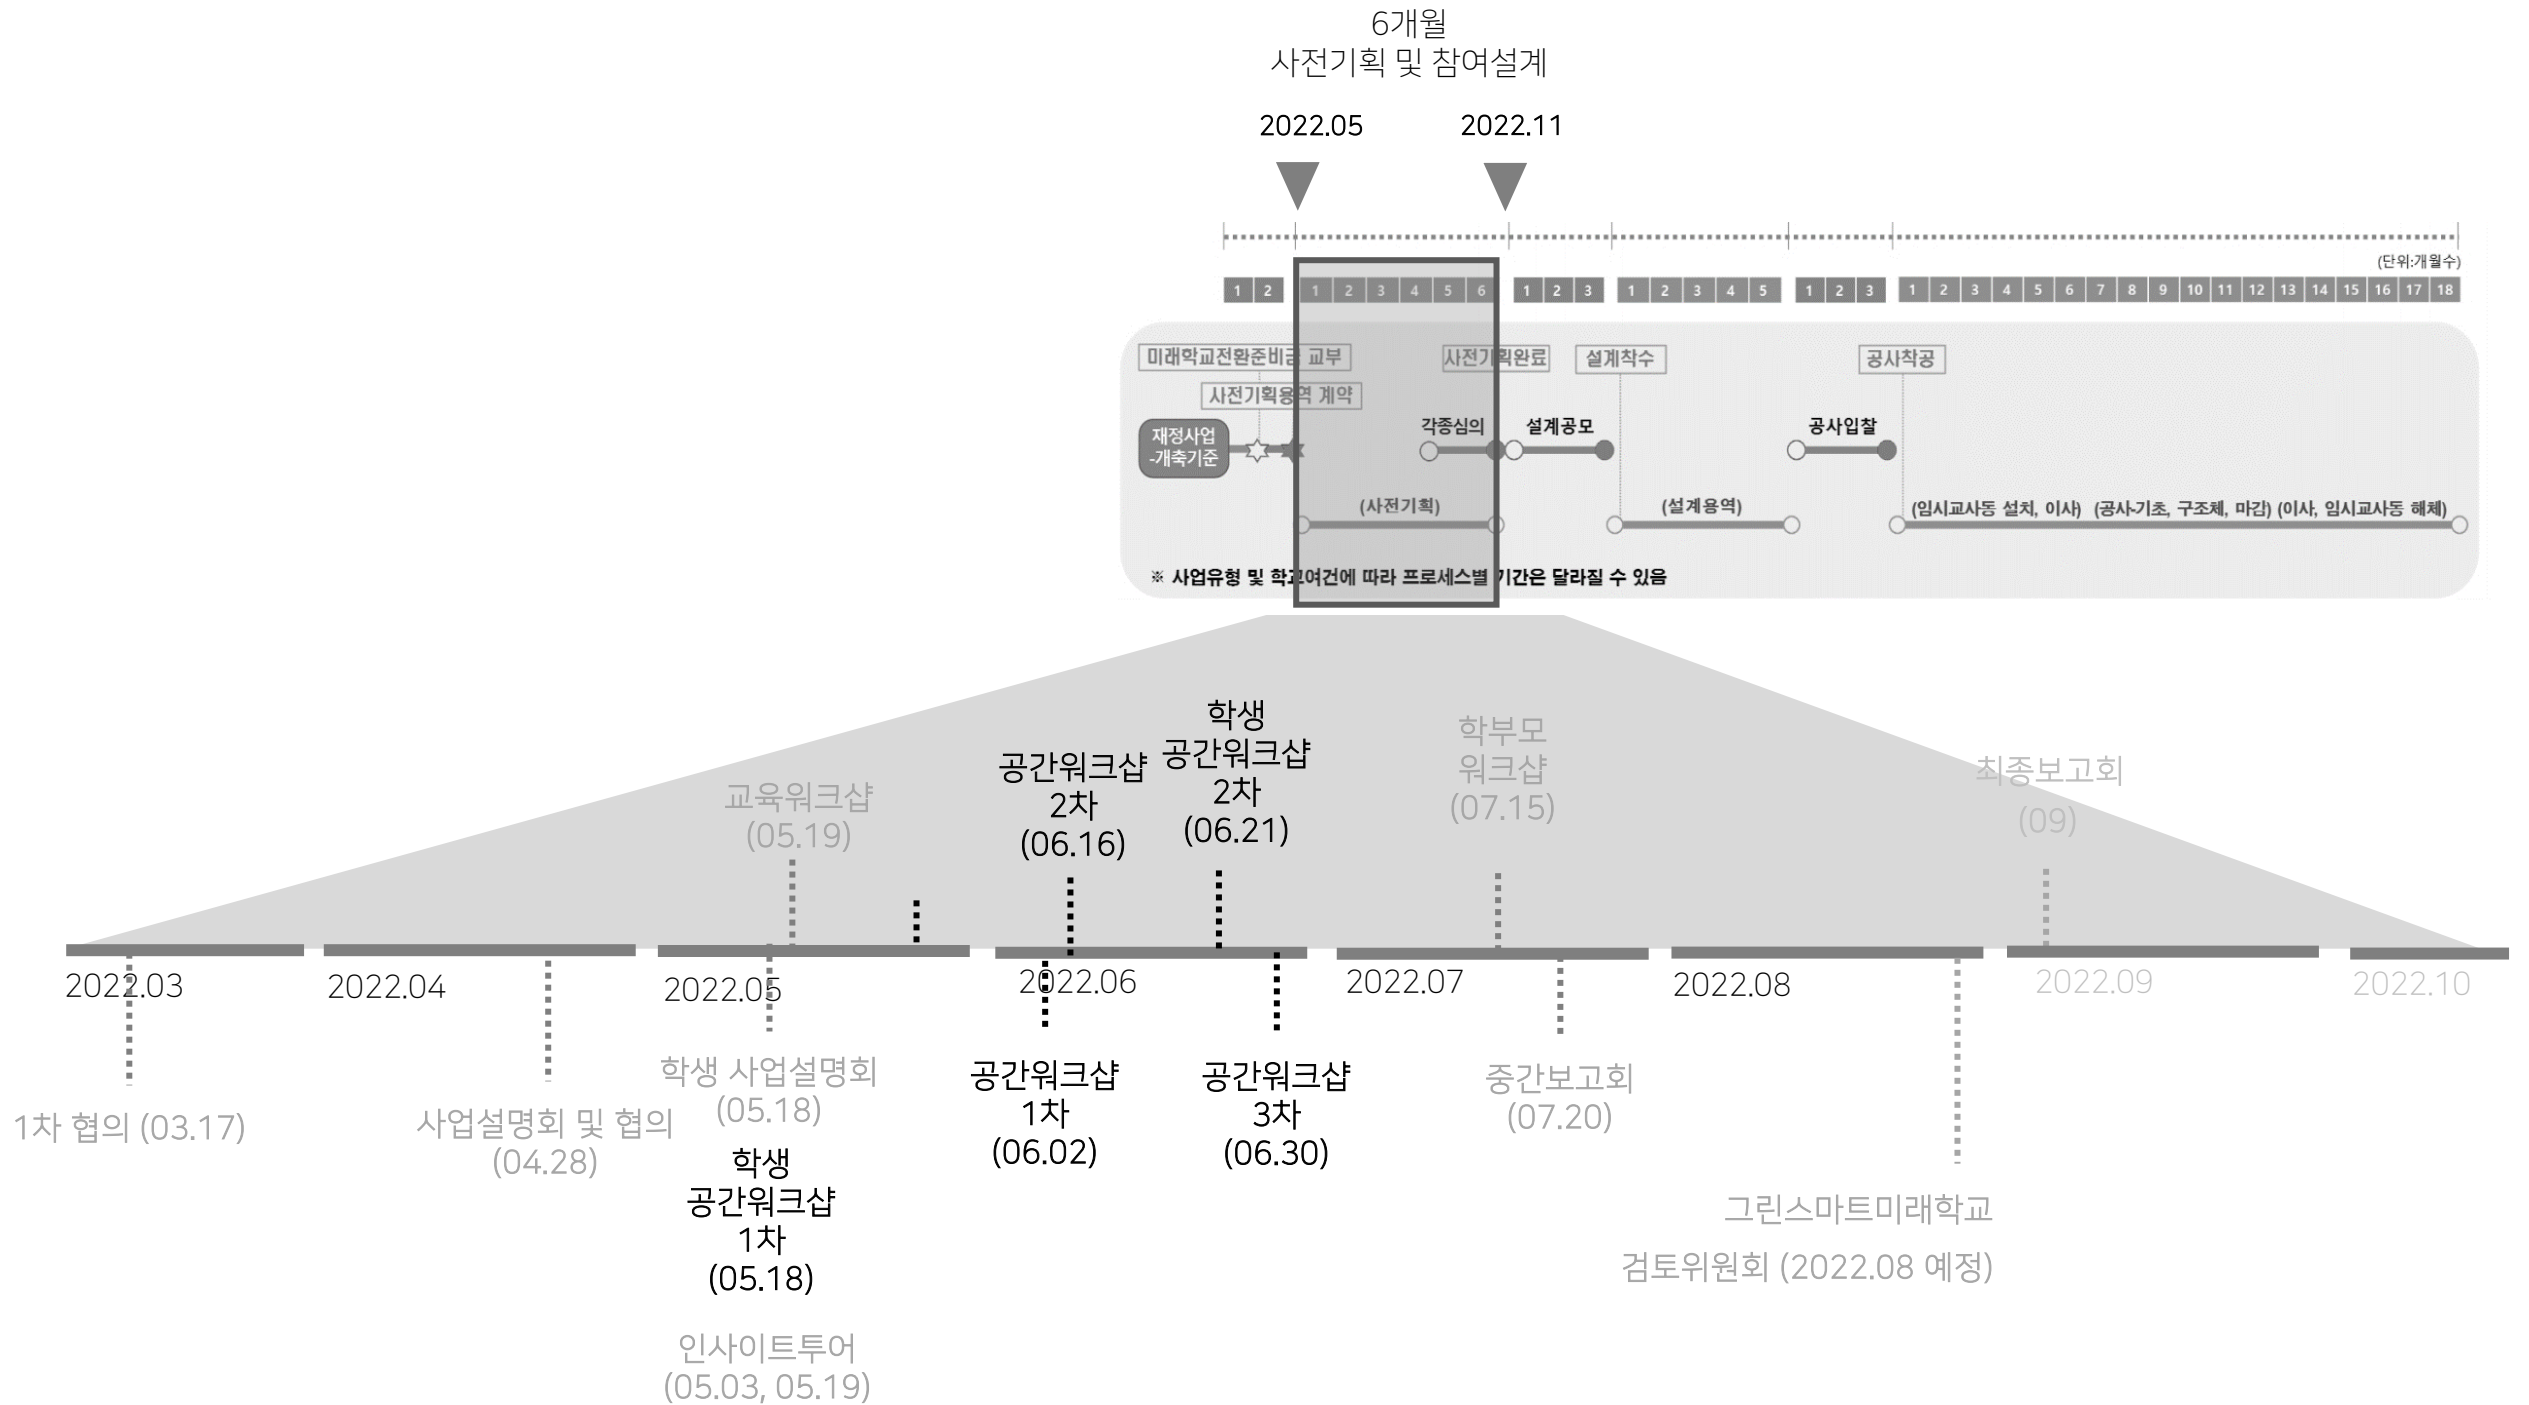 6개월
사전기획 및 참여설계
2022.05 2022.11
(단위:개월수)
1 2 1 2 3 4 5 6 1 2 3 1 2 3 4 5 1 2 3 1 2 3 4 5 6 7 8 9 10 11 12 13 14 15 16 17 18
미래학교전환준비금 교부
사전기획완료
설계착수
공사착공
사전기획용역 계약
재정사업
-개축기준
각종심의
설계공모
공사입찰
(사전기획)
(설계용역)
(임시교사동 설치, 이사) (공사-기초, 구조체, 마감) (이사, 임시교사동 해체)
※ 사업유형 및 학교여건에 따라 프로세스별 기간은 달라질 수 있음
교육워크샵
(05.19)
공간워크샵
2차
(06.16)
학생
공간워크샵
2차
(06.21)
학부모
워크샵
(07.15)
최종보고회
(09)
2022.03
2022.04
2022.05
2022.06
2022.07
2022.08
2022.09
2022.10
1차 협의 (03.17)
사업설명회 및 협의
(04.28)
학생 사업설명회
(05.18)
학생
공간워크샵
1차
(05.18)
인사이트투어
(05.03, 05.19)
공간워크샵
1차
(06.02)
공간워크샵
3차
(06.30)
중간보고회
(07.20)
그린스마트미래학교
검토위원회 (2022.08 예정)